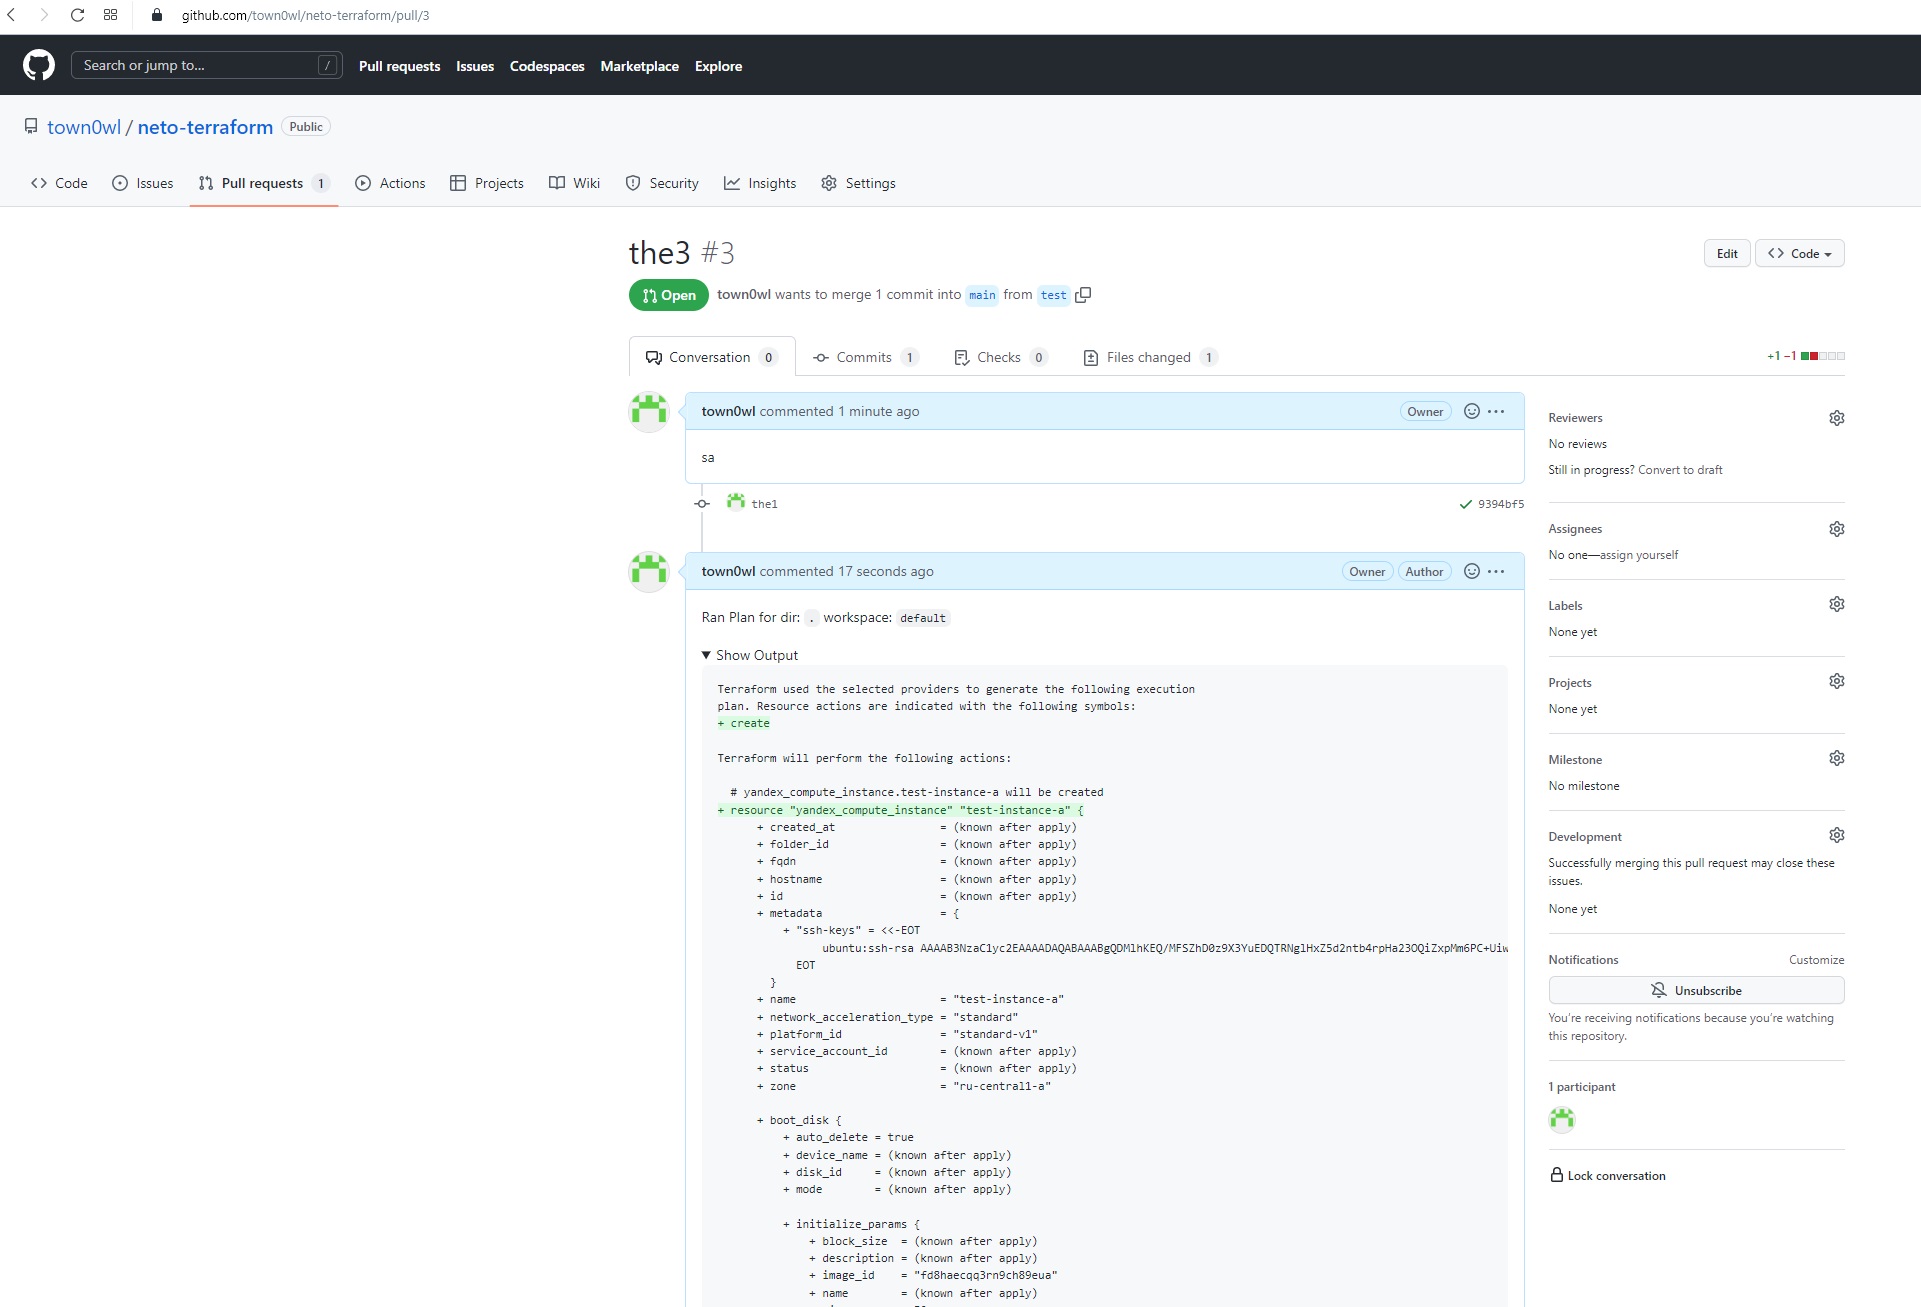 github.com/town0wl/neto-terraform/pull/3
Search or jump to... /
Pull requests Issues Codespaces Marketplace Explore
town0wl / neto-terraform Public
Code Issues Pull requests 1 Actions Projects Wiki Security Insights Settings
the3 #3
Edit Code
Open town0wl wants to merge 1 commit into main from test
Conversation 0 Commits 1 Checks 0 Files changed 1 +1 −1
town0wl commented 1 minute ago Owner
sa
the1 9394bf5
town0wl commented 17 seconds ago Owner Author
Ran Plan for dir: . workspace: default
Show Output
Terraform used the selected providers to generate the following execution
plan. Resource actions are indicated with the following symbols:
+ create
Terraform will perform the following actions:
# yandex_compute_instance.test-instance-a will be created
+ resource "yandex_compute_instance" "test-instance-a" {
+ created_at = (known after apply)
+ folder_id = (known after apply)
+ fqdn = (known after apply)
+ hostname = (known after apply)
+ id = (known after apply)
+ metadata = {
+ "ssh-keys" = <<-EOT
ubuntu:ssh-rsa
EOT
}
+ name = "test-instance-a"
+ network_acceleration_type = "standard"
+ platform_id = "standard-v1"
+ service_account_id = (known after apply)
+ status = (known after apply)
+ zone = "ru-central1-a"
+ boot_disk {
+ auto_delete = true
+ device_name = (known after apply)
+ disk_id = (known after apply)
+ mode = (known after apply)
+ initialize_params {
+ block_size = (known after apply)
+ description = (known after apply)
+ image_id = "fd8haecqq3rn9ch89eua"
+ name = (known after apply)
Reviewers
No reviews
Still in progress? Convert to draft
Assignees
No one—assign yourself
Labels
None yet
Projects
None yet
Milestone
No milestone
Development
Successfully merging this pull request may close these
issues.
None yet
Notifications Customize
Unsubscribe
You're receiving notifications because you're watching
this repository.
1 participant
Lock conversation